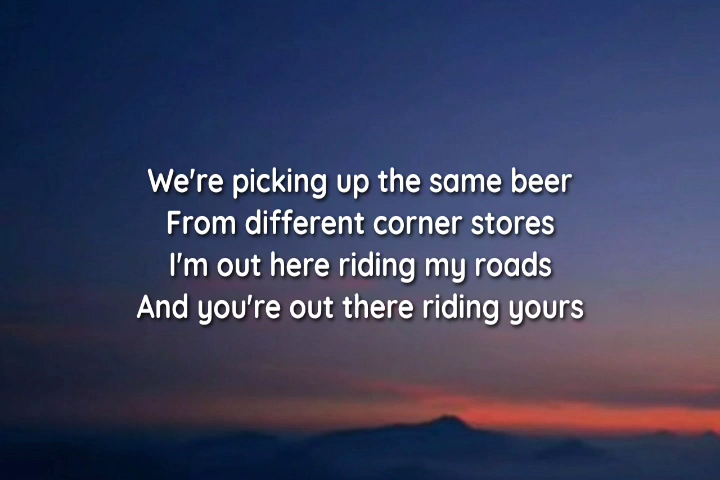 We're picking up the same beer
From different corner stores
I'm out here riding my roads
And you're out there riding yours